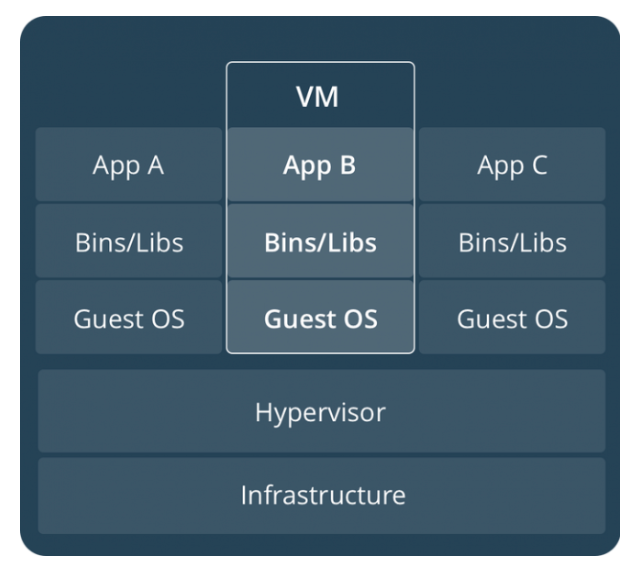 VM
App A App B App C
Bins/Libs Bins/Libs Bins/Libs
Guest OS Guest OS Guest OS
Hypervisor
Infrastructure